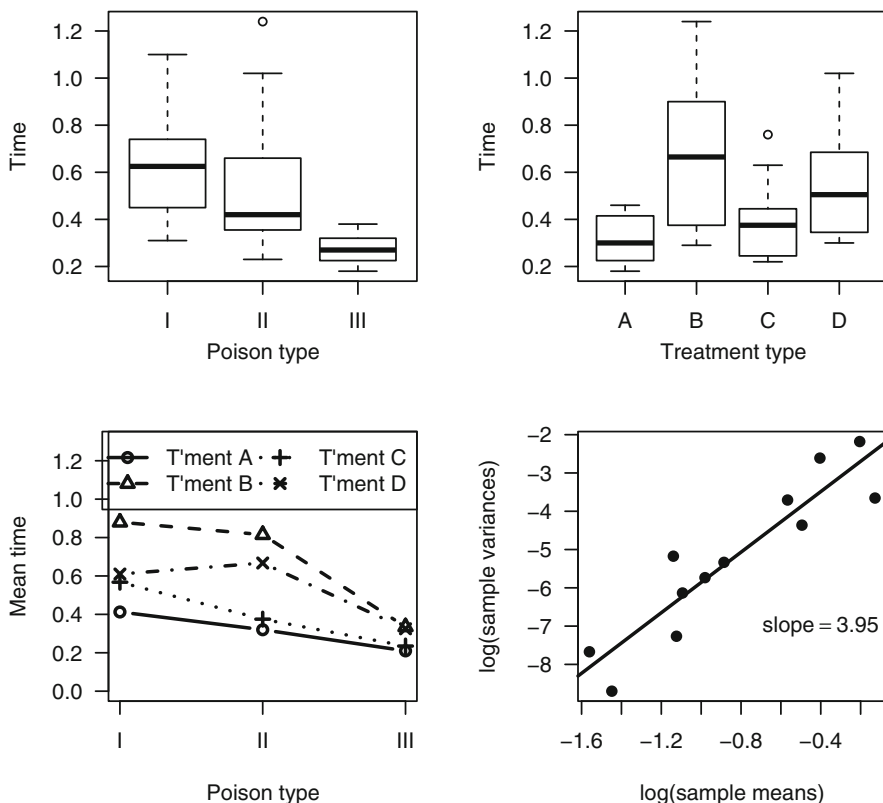 Time
1.2
1.0
0.8
0.6
0.4
0.2
I
II
III
Poison type
Time
1.2
1.0
0.8
0.6
0.4
0.2
A
B
C
D
Treatment type
Mean time
1.2
1.0
0.8
0.6
0.4
0.2
0.0
T'ment A
T'ment C
T'ment B
T'ment D
I
II
III
Poison type
log(sample variances)
−2
−3
−4
−5
−6
−7
−8
slope = 3.95
−1.6
−1.2
−0.8
−0.4
log(sample means)